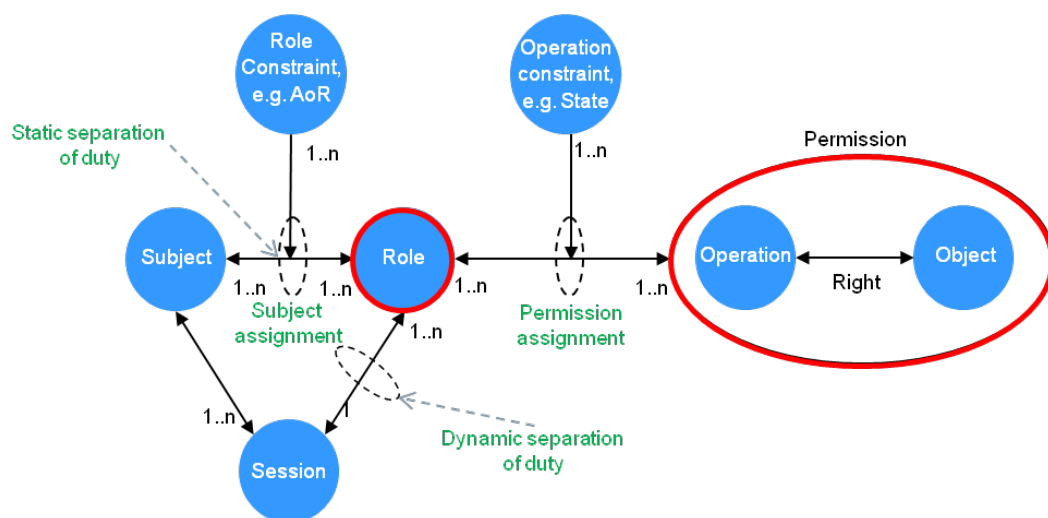 Role
Constraint,
e.g. AoR
Operation
constraint,
e.g. State
Static separation
of duty
1..n
1..n
Permission
Subject
Role
Operation
Object
Right
1..n
1..n
1..n
1..n
Subject
assignment
Permission
assignment
1..n
1..n
1
Dynamic separation
of duty
Session